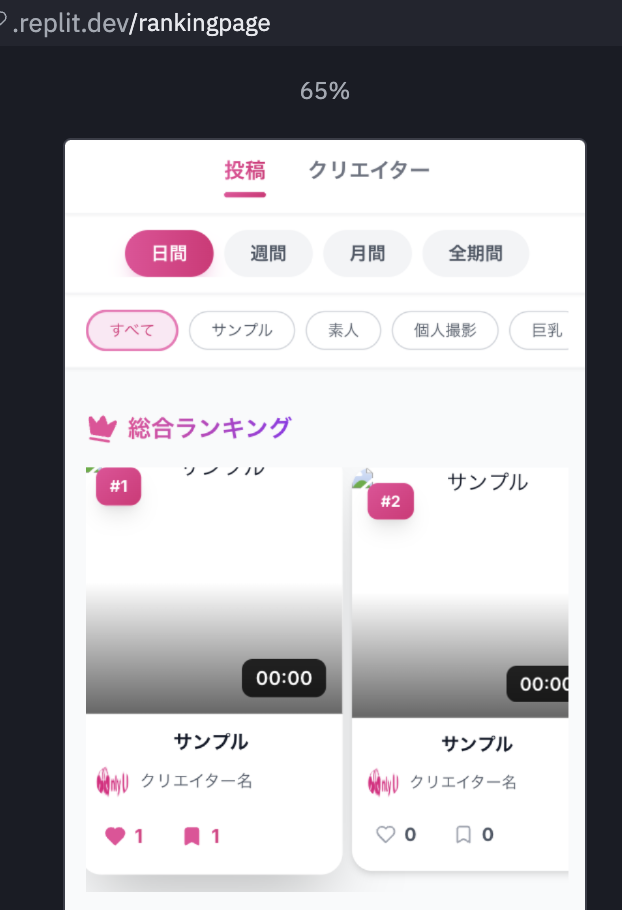 .replit.dev/rankingpage
65%
投稿 クリエイター
日間 週間 月間 全期間
すべて サンプル 素人 個人撮影 巨乳
総合ランキング
#1 サンプル
#2 サンプル
00:00 00:00
サンプル サンプル
クリエイター名 クリエイター名
1 1 0 0